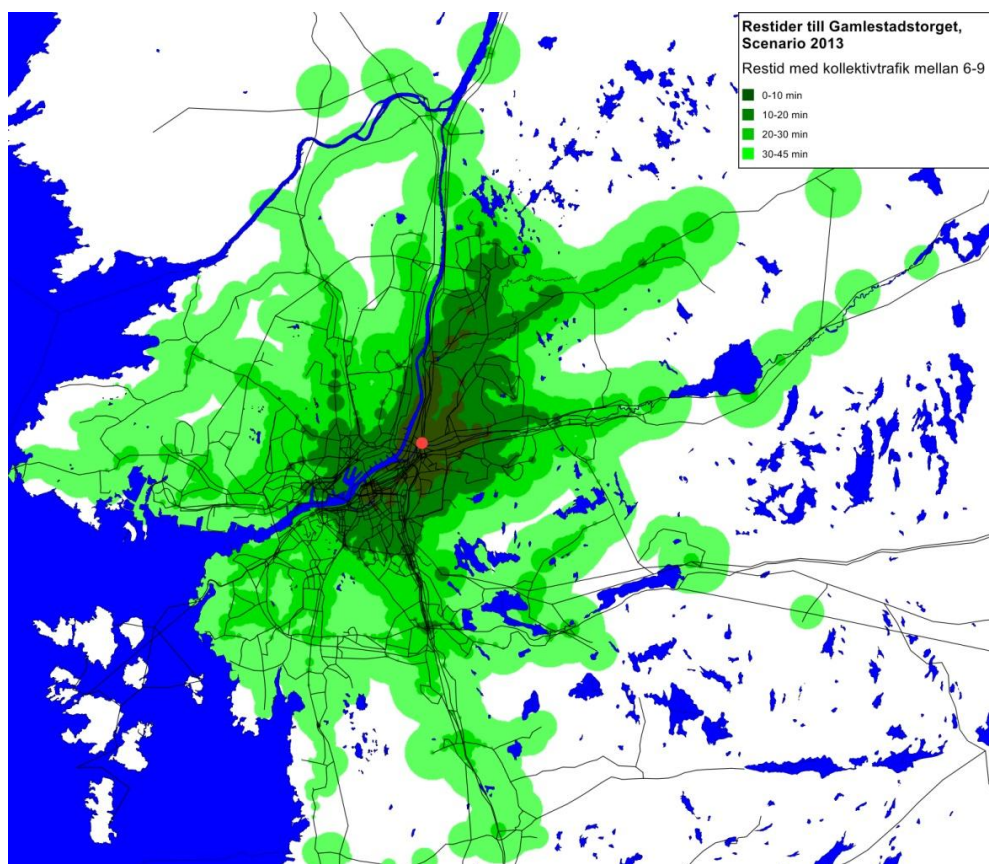 Restider till Gamlestadstorget,
Scenario 2013
Restid med kollektivtrafik mellan 6-9
0-10 min
10-20 min
20-30 min
30-45 min